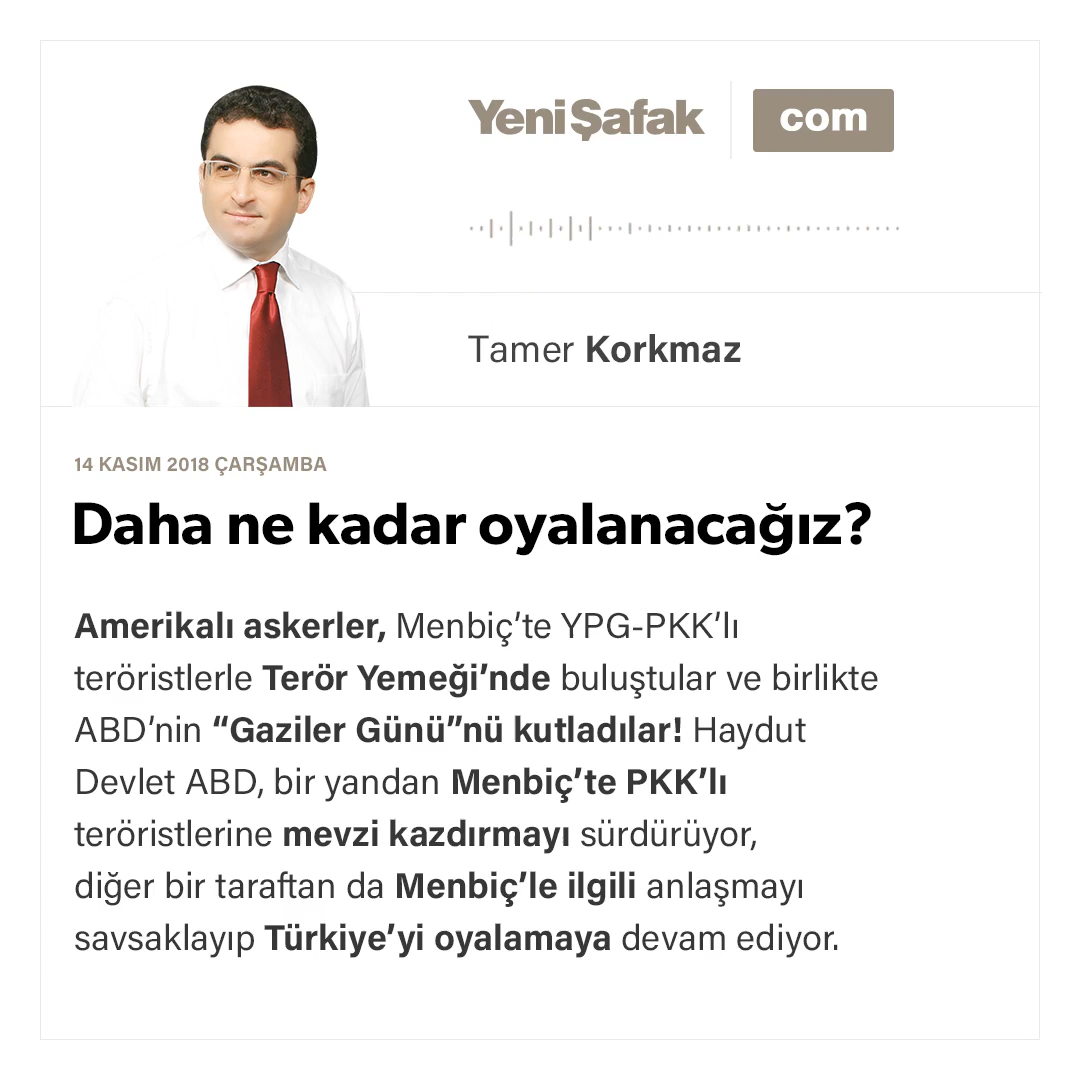 YeniŞafak com
Tamer Korkmaz
14 KASIM 2018 ÇARŞAMBA
Daha ne kadar oyalanacağız?
Amerikalı askerler, Menbiç’te YPG-PKK’lı
teröristlerle Terör Yemeği’nde buluştular ve birlikte
ABD’nin “Gaziler Günü”nü kutladılar! Haydut
Devlet ABD, bir yandan Menbiç’te PKK’lı
teröristlerine mevzi kazdırmayı sürdürüyor,
diğer bir taraftan da Menbiç’le ilgili anlaşmayı
savsaklayıp Türkiye’yi oyalamaya devam ediyor.